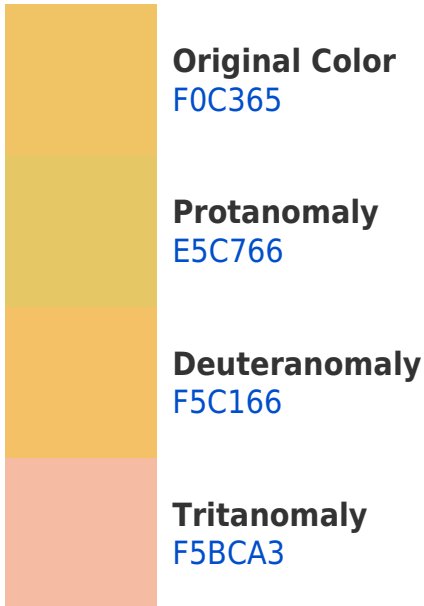 Original Color
F0C365
Protanomaly
E5C766
Deuteranomaly
F5C166
Tritanomaly
F5BCA3